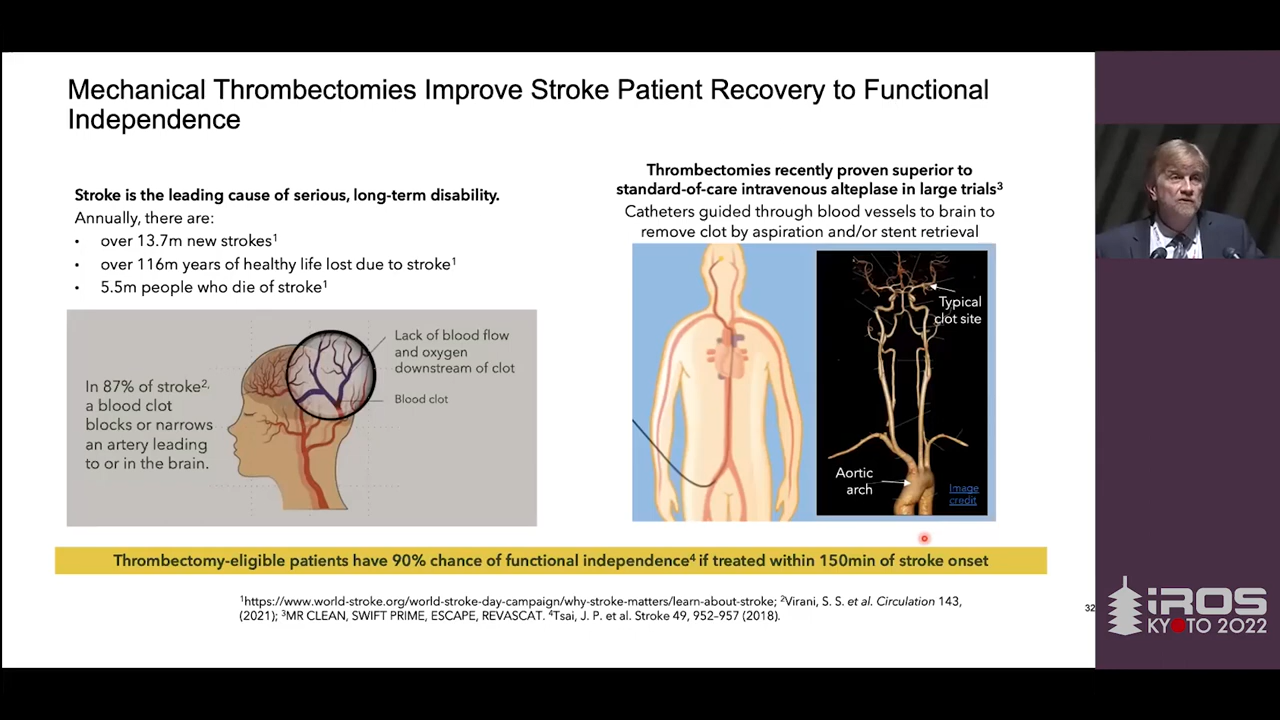 Mechanical Thrombectomies Improve Stroke Patient Recovery to Functional
Independence
Stroke is the leading cause of serious, long-term disability.
Annually, there are:
• over 13.7m new strokes¹
• over 116m years of healthy life lost due to stroke¹
• 5.5m people who die of stroke¹
In 87% of stroke²,
a blood clot
blocks or narrows
an artery leading
to or in the brain.
Lack of blood flow
and oxygen
downstream of clot
Blood clot
Thrombectomies recently proven superior to
standard-of-care intravenous alteplase in large trials³
Catheters guided through blood vessels to brain to
remove clot by aspiration and/or stent retrieval
Typical
clot site
Aortic
arch
Image
credit
Thrombectomy-eligible patients have 90% chance of functional independence⁴ if treated within 150min of stroke onset
¹https://www.world-stroke.org/world-stroke-day-campaign/why-stroke-matters/learn-about-stroke; ²Virani, S. S. et al. Circulation 143,
(2021); ³MR CLEAN, SWIFT PRIME, ESCAPE, REVASCAT. ⁴Tsai, J. P. et al. Stroke 49, 952–957 (2018).
32
iROS
KYOTO 2022